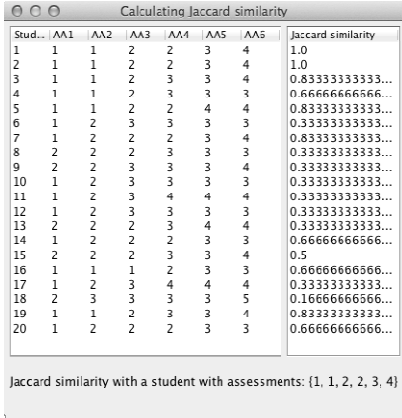 Calculating Jaccard similarity
Stud... AA1 AA2 AA3 AA4 AA5 AA6 Jaccard similarity
1 1 1 2 2 3 4 1.0
2 1 1 2 2 3 4 1.0
3 1 1 2 3 3 4 0.83333333333...
4 1 1 2 3 3 3 0.66666666666...
5 1 1 2 2 4 4 0.83333333333...
6 1 2 3 3 3 3 0.33333333333...
7 1 2 2 2 3 4 0.83333333333...
8 2 2 2 3 3 3 0.33333333333...
9 2 2 3 3 3 4 0.33333333333...
10 1 2 3 3 3 3 0.33333333333...
11 1 2 3 4 4 4 0.33333333333...
12 1 2 3 3 3 3 0.33333333333...
13 2 2 2 3 4 4 0.33333333333...
14 1 2 2 2 3 3 0.66666666666...
15 2 2 2 3 3 4 0.5
16 1 1 1 2 3 3 0.66666666666...
17 1 2 3 4 4 4 0.33333333333...
18 2 3 3 3 3 5 0.16666666666...
19 1 1 2 3 3 4 0.83333333333...
20 1 2 2 2 3 3 0.66666666666...
Jaccard similarity with a student with assessments: {1, 1, 2, 2, 3, 4}